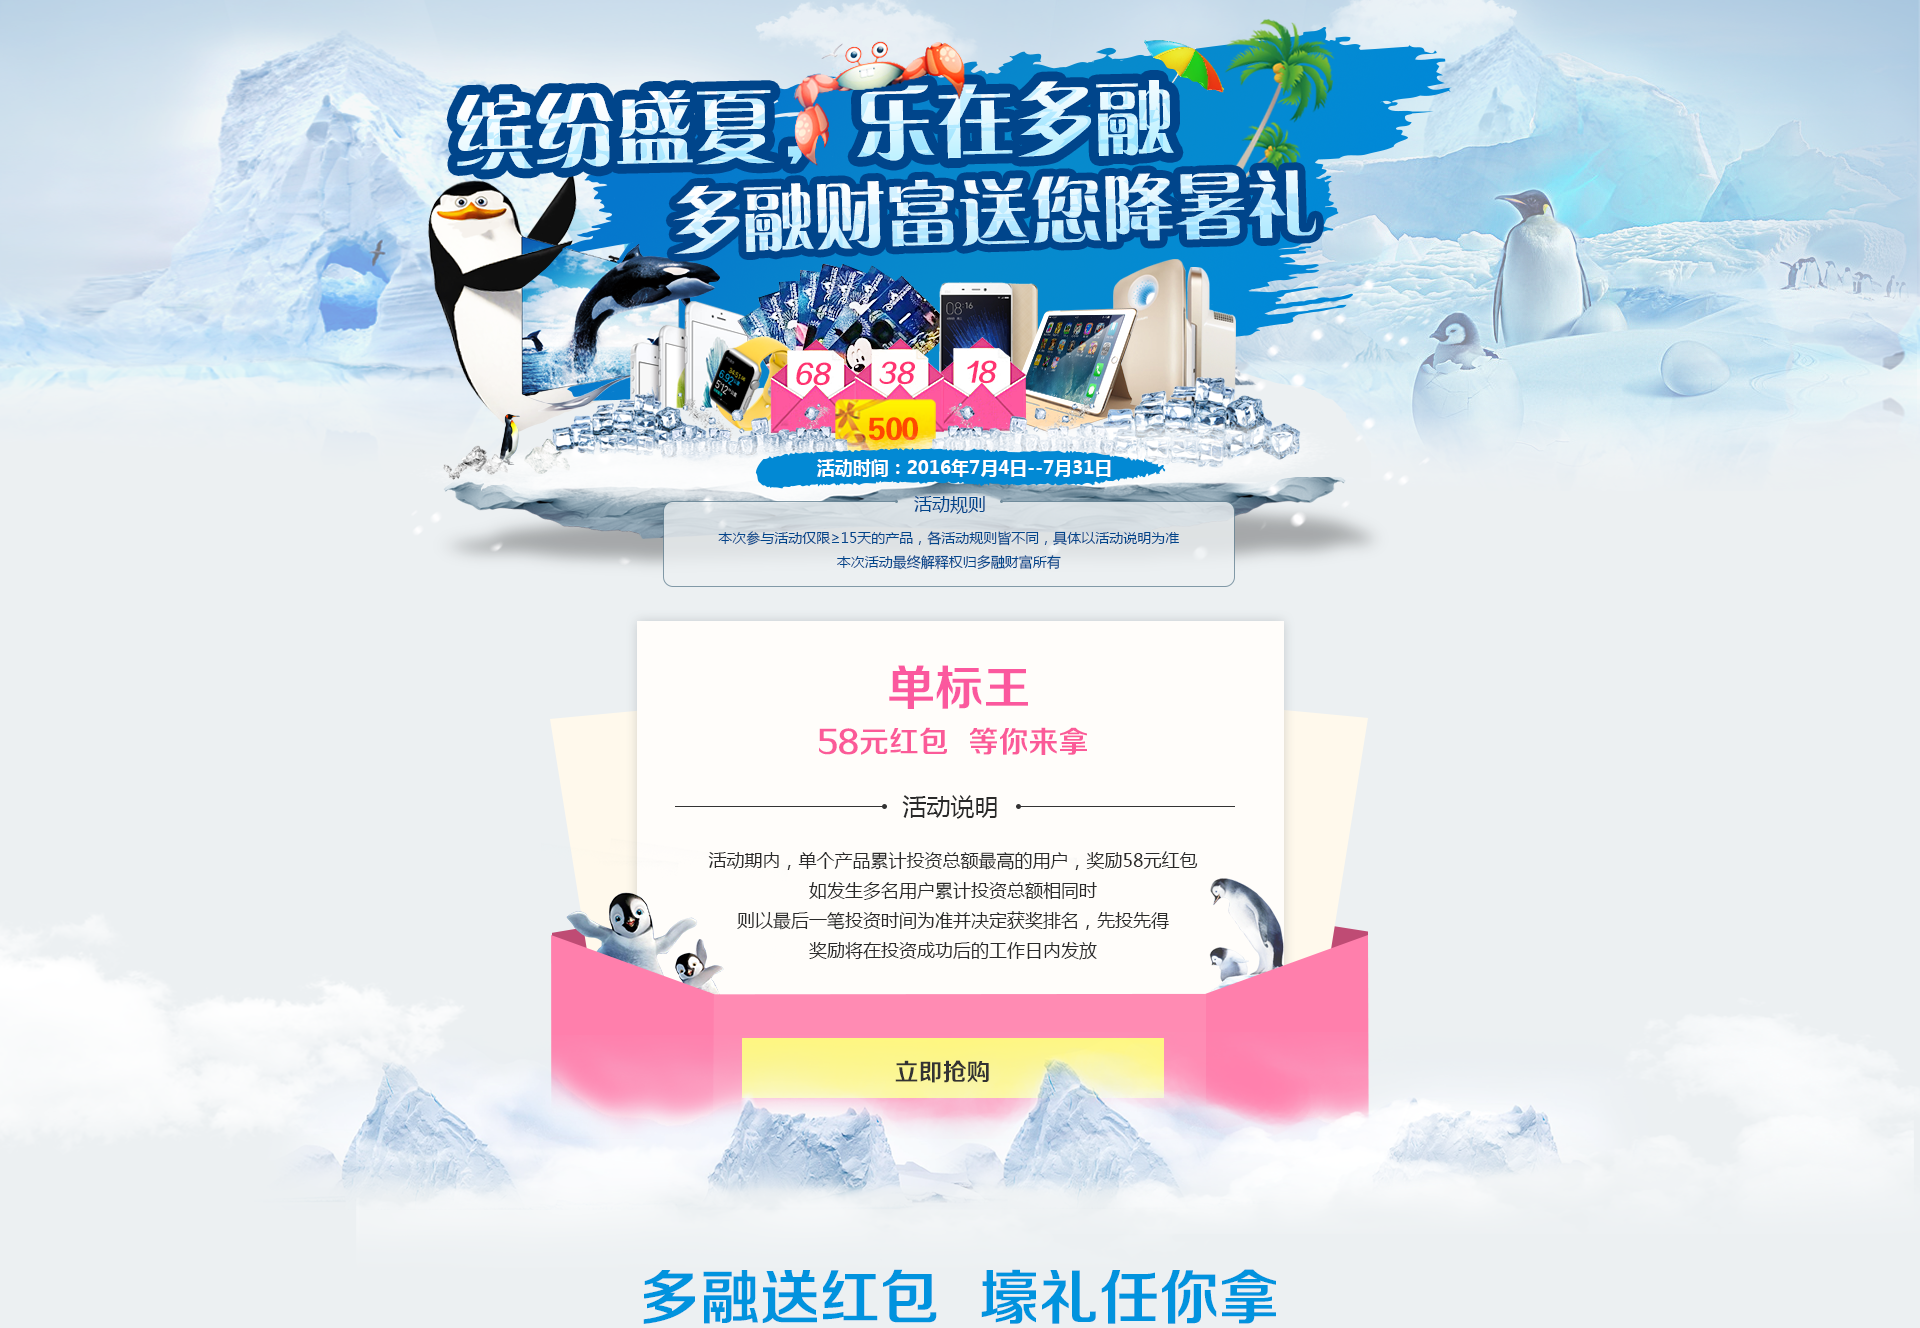 缤纷盛夏，乐在多融
多融财富送您降暑礼
08:16
68
38
18
500
活动时间：2016年7月4日--7月31日
活动规则
本次参与活动仅限≥15天的产品，各活动规则皆不同，具体以活动说明为准
本次活动最终解释权归多融财富所有
单标王
58元红包 等你来拿
活动说明
活动期内，单个产品累计投资总额最高的用户，奖励58元红包
如发生多名用户累计投资总额相同时
则以最后一笔投资时间为准并决定获奖排名，先投先得
奖励将在投资成功后的工作日内发放
立即抢购
多融送红包 壕礼任你拿